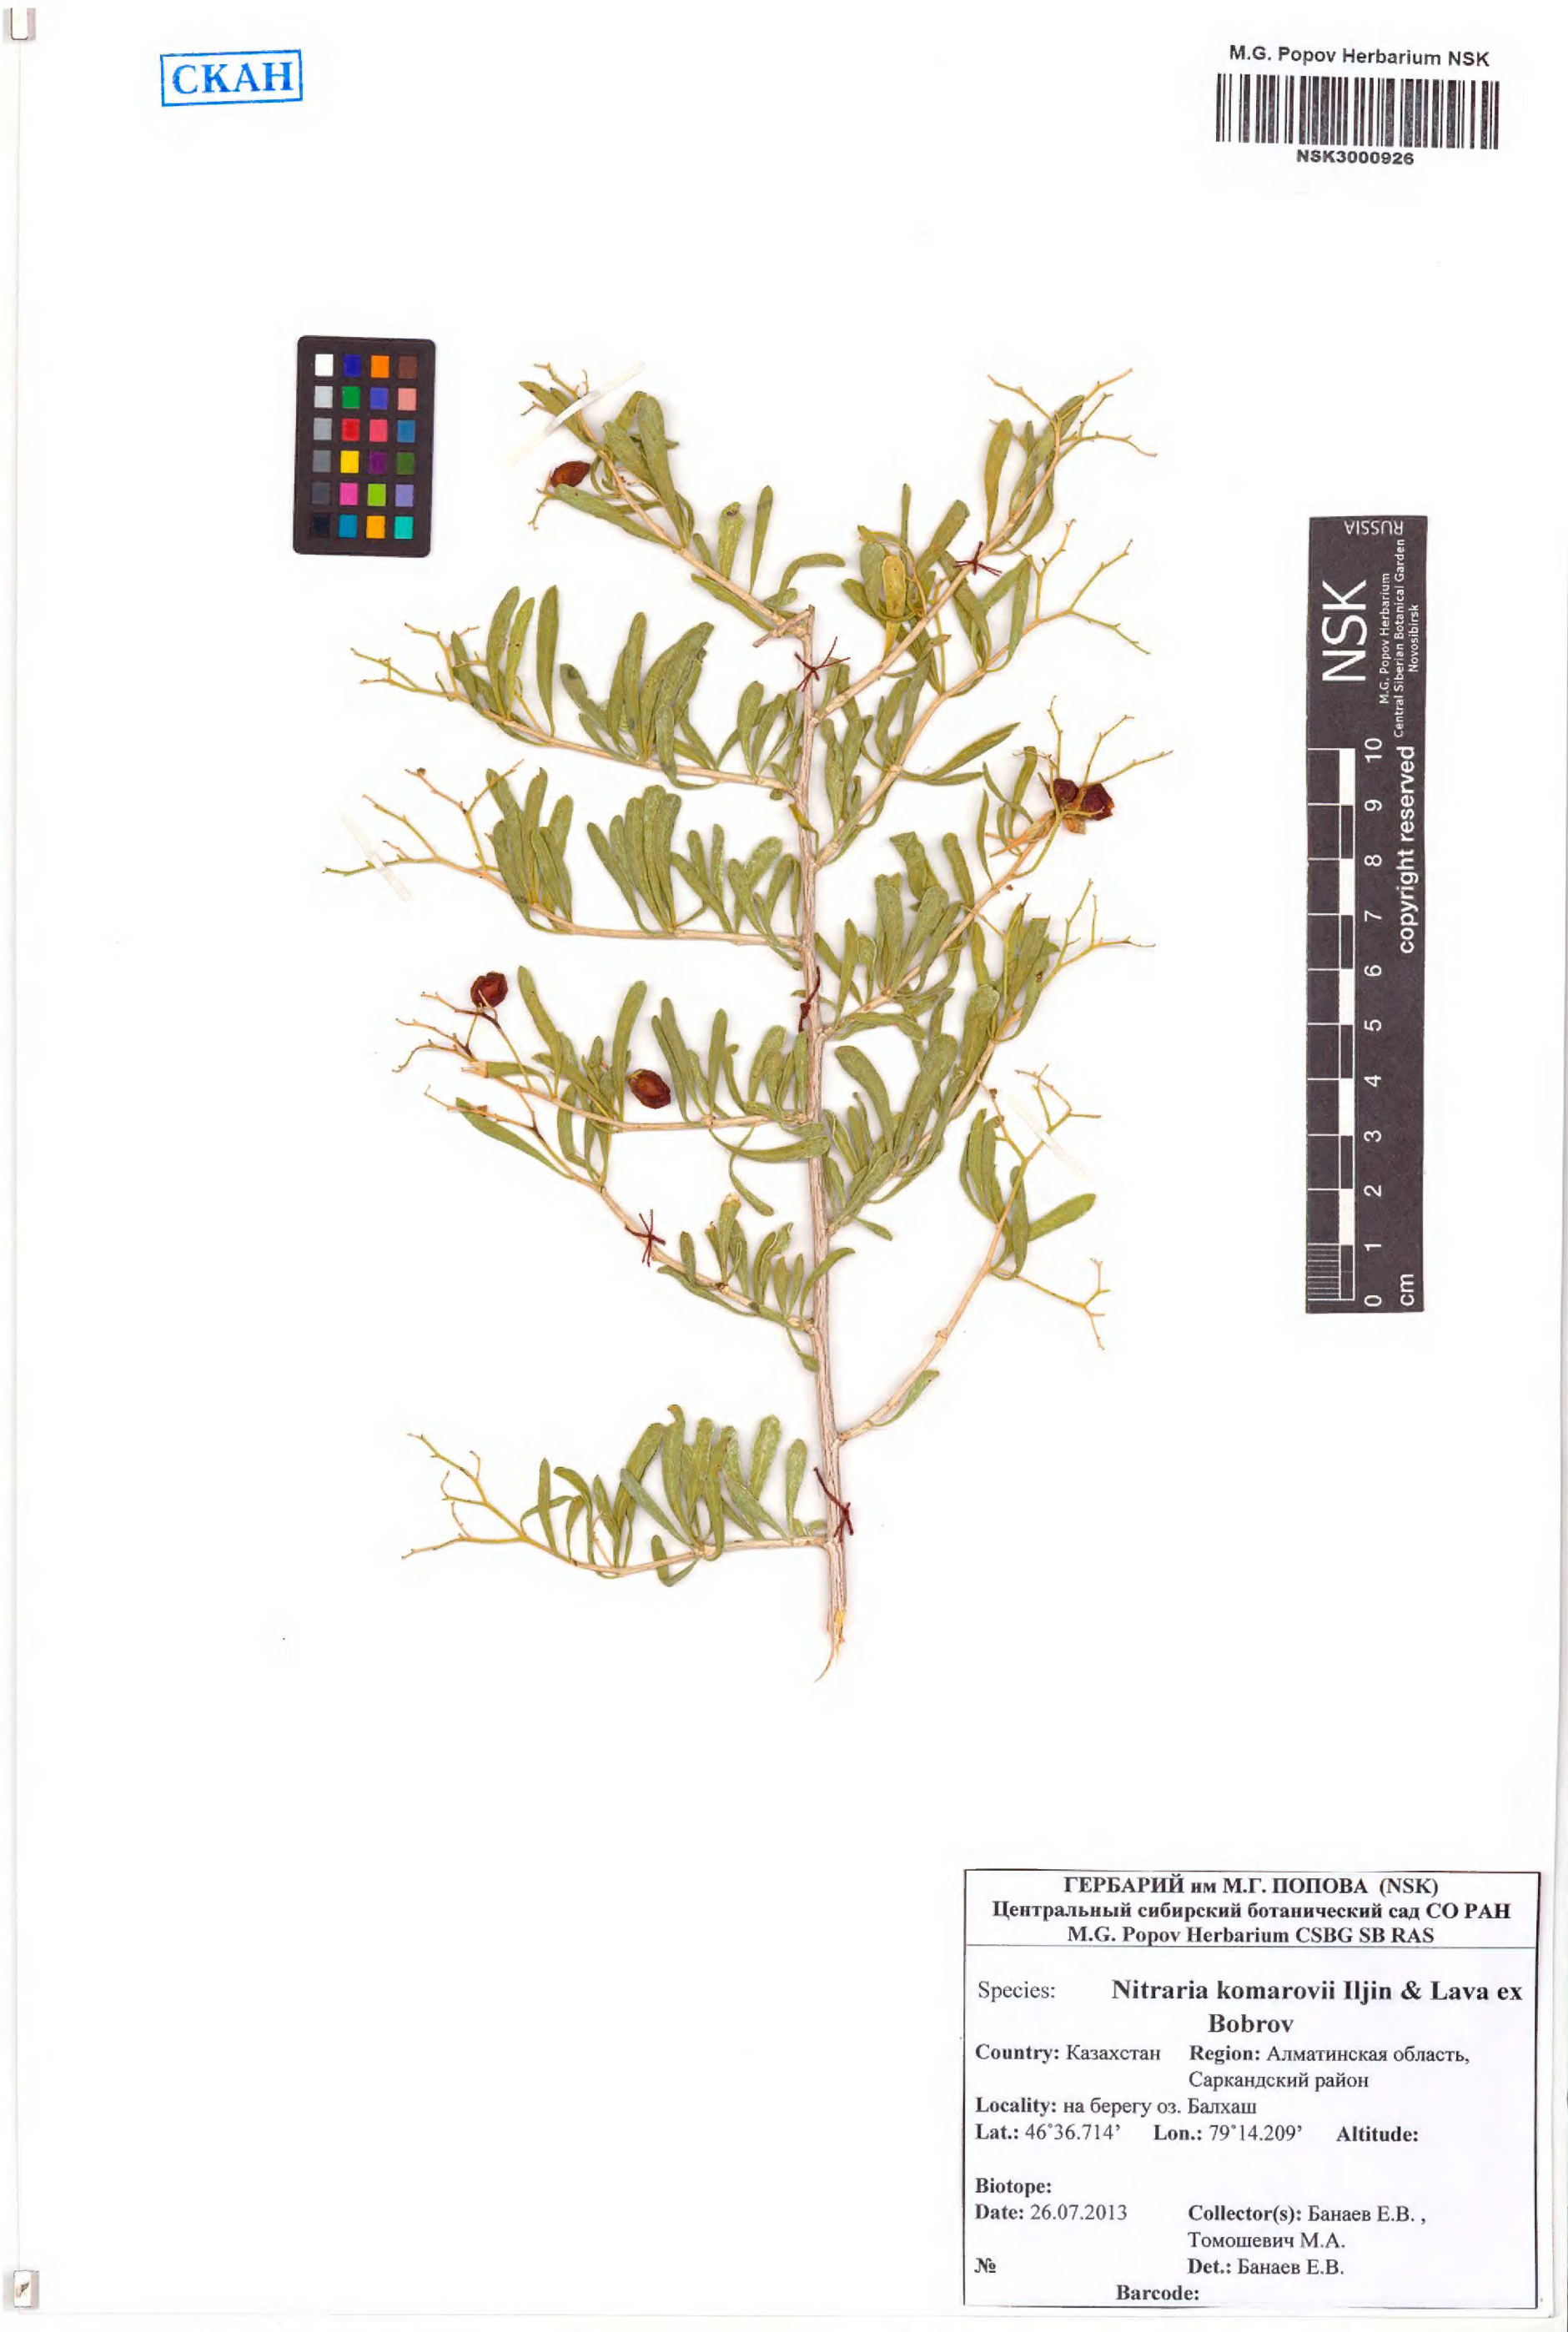 СКАН
M.G. Popov Herbarium NSK
NSK3000926
RUSSIA
NSK
M.G. Popov Herbarium
Central Siberian Botanical Garden
Novosibirsk
copyright reserved
10
9
8
7
6
5
4
3
2
1
0
cm
ГЕРБАРИЙ им М.Г. ПОПОВА (NSK)
Центральный сибирский ботанический сад СО РАН
M.G. Popov Herbarium CSBG SB RAS
Species: Nitraria komarovii Iljin & Lava ex
Bobrov
Country: Казахстан Region: Алматинская область,
Саркандский район
Locality: на берегу оз. Балхаш
Lat.: 46°36.714’ Lon.: 79°14.209’ Altitude:
Biotope:
Date: 26.07.2013 Collector(s): Банаев Е.В. ,
Томошевич М.А.
№ Det.: Банаев Е.В.
Barcode: